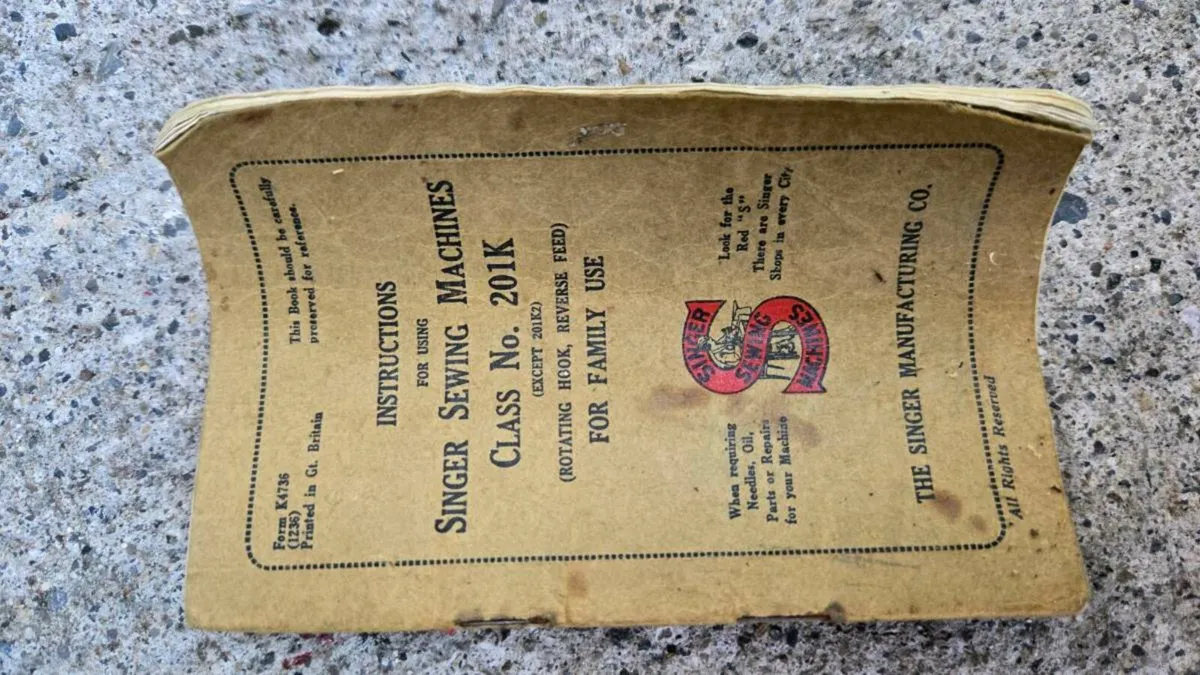 Form K4736
(1236)
Printed in Gt. Britain
This Book should be carefully
preserved for reference.
INSTRUCTIONS
FOR USING
SINGER SEWING MACHINES
CLASS No. 201K
(EXCEPT 201K2)
(ROTATING HOOK, REVERSE FEED)
FOR FAMILY USE
When requiring
Needles, Oil,
Parts or Repairs
for your Machine
SINGER
SEWING
MACHINES
Look for the
Red "S"
There are Singer
Shops in every City
THE SINGER MANUFACTURING CO.
All Rights Reserved